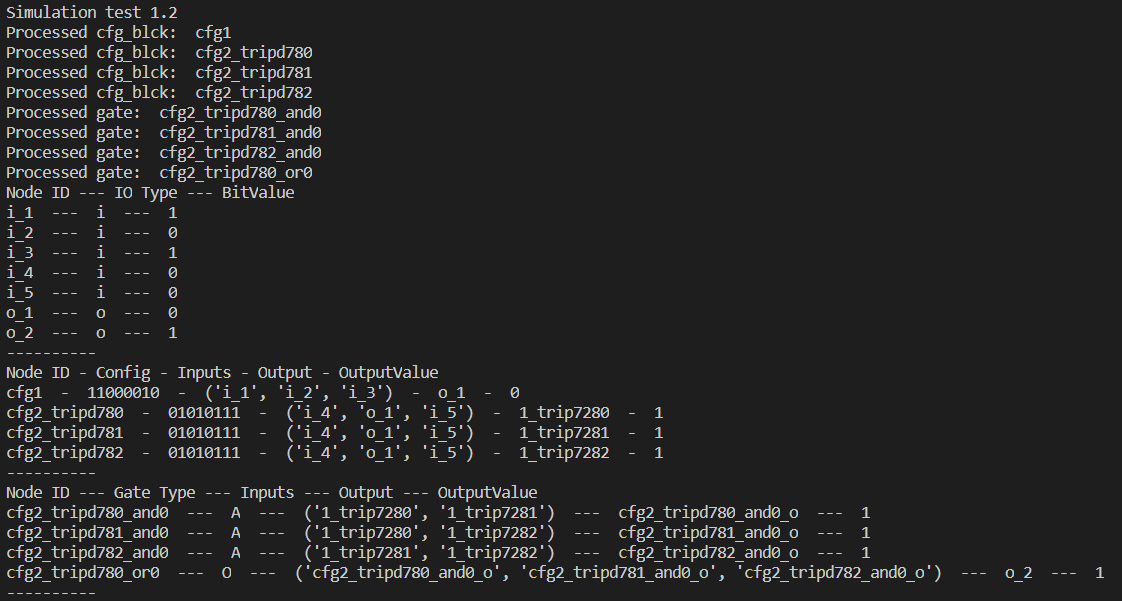 Simulation test 1.2
Processed cfg_blck:  cfg1
Processed cfg_blck:  cfg2_tripd780
Processed cfg_blck:  cfg2_tripd781
Processed cfg_blck:  cfg2_tripd782
Processed gate:  cfg2_tripd780_and0
Processed gate:  cfg2_tripd781_and0
Processed gate:  cfg2_tripd782_and0
Processed gate:  cfg2_tripd780_or0
Node ID --- IO Type --- BitValue
i_1  ---  i  ---  1
i_2  ---  i  ---  0
i_3  ---  i  ---  1
i_4  ---  i  ---  0
i_5  ---  i  ---  0
o_1  ---  o  ---  0
o_2  ---  o  ---  1
----------
Node ID - Config - Inputs - Output - OutputValue
cfg1  -  11000010  -  ('i_1', 'i_2', 'i_3')  -  o_1  -  0
cfg2_tripd780  -  01010111  -  ('i_4', 'o_1', 'i_5')  -  1_trip7280  -  1
cfg2_tripd781  -  01010111  -  ('i_4', 'o_1', 'i_5')  -  1_trip7281  -  1
cfg2_tripd782  -  01010111  -  ('i_4', 'o_1', 'i_5')  -  1_trip7282  -  1
----------
Node ID --- Gate Type --- Inputs --- Output --- OutputValue
cfg2_tripd780_and0  ---  A  ---  ('1_trip7280', '1_trip7281')  ---  cfg2_tripd780_and0_o  ---  1
cfg2_tripd781_and0  ---  A  ---  ('1_trip7280', '1_trip7282')  ---  cfg2_tripd781_and0_o  ---  1
cfg2_tripd782_and0  ---  A  ---  ('1_trip7281', '1_trip7282')  ---  cfg2_tripd782_and0_o  ---  1
cfg2_tripd780_or0  ---  O  ---  ('cfg2_tripd780_and0_o', 'cfg2_tripd781_and0_o', 'cfg2_tripd782_and0_o')  ---  o_2  ---  1
----------